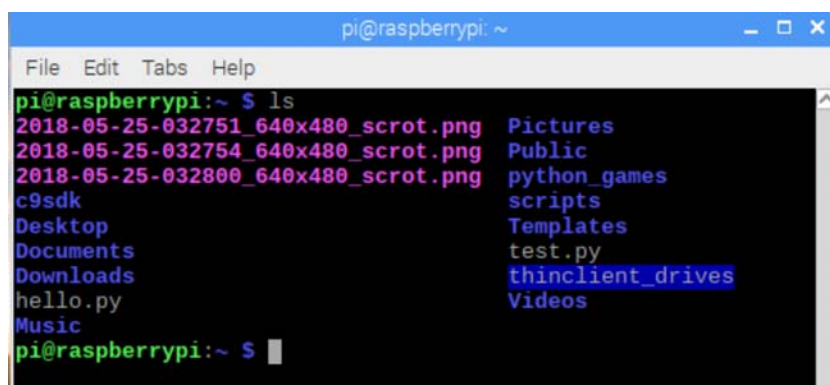 pi@raspberrypi: ~
File Edit Tabs Help
pi@raspberrypi:~ $ ls
2018-05-25-032751_640x480_scrot.png Pictures
2018-05-25-032754_640x480_scrot.png Public
2018-05-25-032800_640x480_scrot.png python_games
c9sdk scripts
Desktop Templates
Documents test.py
Downloads thinclient_drives
hello.py Videos
Music
pi@raspberrypi:~ $